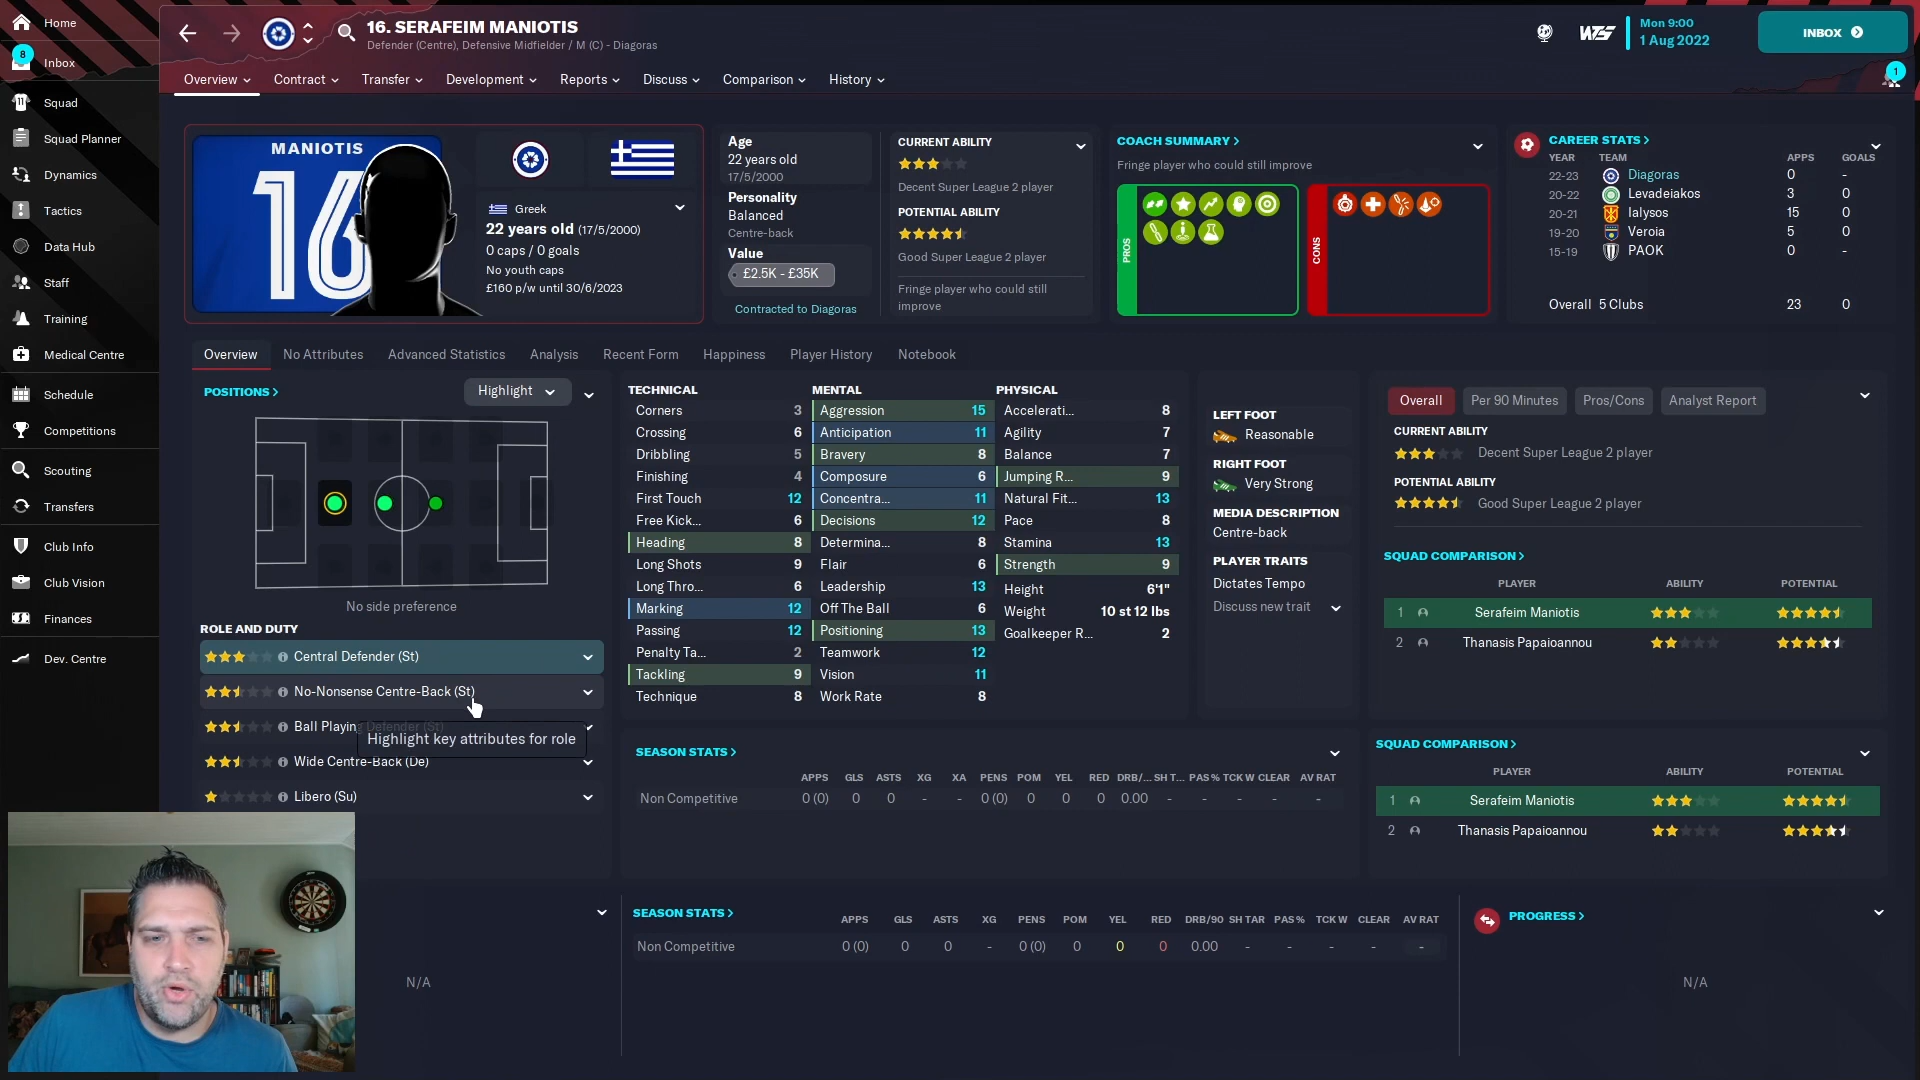 Home
8
Inbox
Squad
Squad Planner
Dynamics
Tactics
Data Hub
Staff
Training
Medical Centre
Schedule
Competitions
Scouting
Transfers
Club Info
Club Vision
Finances
Dev. Centre
16. SERAFEIM MANIOTIS
Defender (Centre), Defensive Midfielder / M (C) - Diagoras
Mon 9:00
1 Aug 2022
INBOX
1
Overview
Contract
Transfer
Development
Reports
Discuss
Comparison
History
MANIOTIS
16
Greek
22 years old (17/5/2000)
0 caps / 0 goals
No youth caps
£160 p/w until 30/6/2023
Age
22 years old
17/5/2000
Personality
Balanced
Centre-back
Value
£2.5K - £35K
Contracted to Diagoras
CURRENT ABILITY
Decent Super League 2 player
POTENTIAL ABILITY
Good Super League 2 player
Fringe player who could still
improve
COACH SUMMARY >
Fringe player who could still improve
PROS
CONS
CAREER STATS >
YEAR TEAM APPS GOALS
22-23 Diagoras 0 -
20-22 Levadeiakos 3 0
20-21 Ialysos 15 0
19-20 Veroia 5 0
15-19 PAOK 0 -
Overall 5 Clubs 23 0
Overview
No Attributes
Advanced Statistics
Analysis
Recent Form
Happiness
Player History
Notebook
POSITIONS >
Highlight
No side preference
ROLE AND DUTY
Central Defender (St)
No-Nonsense Centre-Back (St)
Ball Playing Defender (St)
Highlight key attributes for role
Wide Centre-Back (De)
Libero (Su)
TECHNICAL
Corners 3
Crossing 6
Dribbling 5
Finishing 4
First Touch 12
Free Kick... 6
Heading 8
Long Shots 9
Long Thro... 6
Marking 12
Passing 12
Penalty Ta... 2
Tackling 9
Technique 8
MENTAL
Aggression 15
Anticipation 11
Bravery 8
Composure 6
Concentra... 11
Decisions 12
Determina... 8
Flair 6
Leadership 13
Off The Ball 6
Positioning 13
Teamwork 12
Vision 11
Work Rate 8
PHYSICAL
Accelerati... 8
Agility 7
Balance 7
Jumping R... 9
Natural Fit... 13
Pace 8
Stamina 13
Strength 9
Height 6'1"
Weight 10 st 12 lbs
Goalkeeper R... 2
LEFT FOOT
Reasonable
RIGHT FOOT
Very Strong
MEDIA DESCRIPTION
Centre-back
PLAYER TRAITS
Dictates Tempo
Discuss new trait
Overall
Per 90 Minutes
Pros/Cons
Analyst Report
CURRENT ABILITY
Decent Super League 2 player
POTENTIAL ABILITY
Good Super League 2 player
SQUAD COMPARISON >
PLAYER ABILITY POTENTIAL
1 Serafeim Maniotis
2 Thanasis Papaioannou
SEASON STATS >
APPS GLS ASTS XG XA PENS POM YEL RED DRB/... SH T... PAS % TCK W CLEAR AV RAT
Non Competitive 0 (0) 0 0 - - 0 (0) 0 0 0 0.00 - - - - -
SQUAD COMPARISON >
PLAYER ABILITY POTENTIAL
1 Serafeim Maniotis
2 Thanasis Papaioannou
N/A
SEASON STATS >
APPS GLS ASTS XG PENS POM YEL RED DRB/90 SH TAR PAS % TCK W CLEAR AV RAT
Non Competitive 0 (0) 0 0 - 0 (0) 0 0 0 0.00 - - - - -
PROGRESS >
N/A